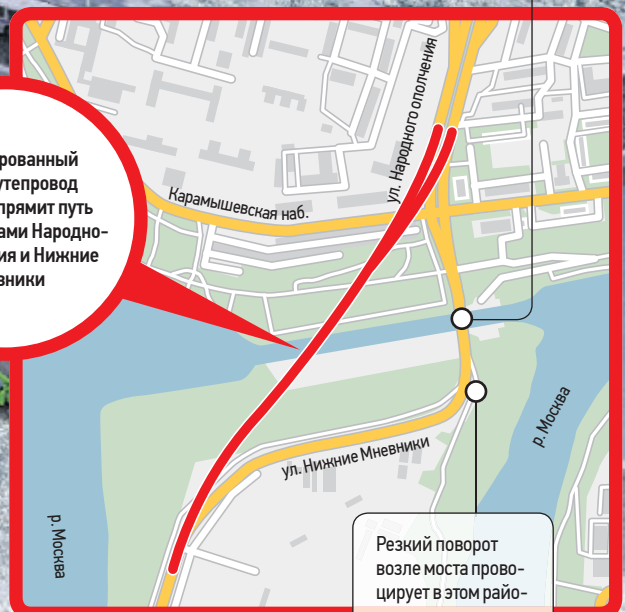 ул. Народного ополчения
рованный
утепровод
прямит путь
ами Народно-
ия и Нижние
вники
Карамышевская наб.
р. Москва
ул. Нижние Мневники
р. Москва
Резкий поворот
возле моста прово-
цирует в этом райо-